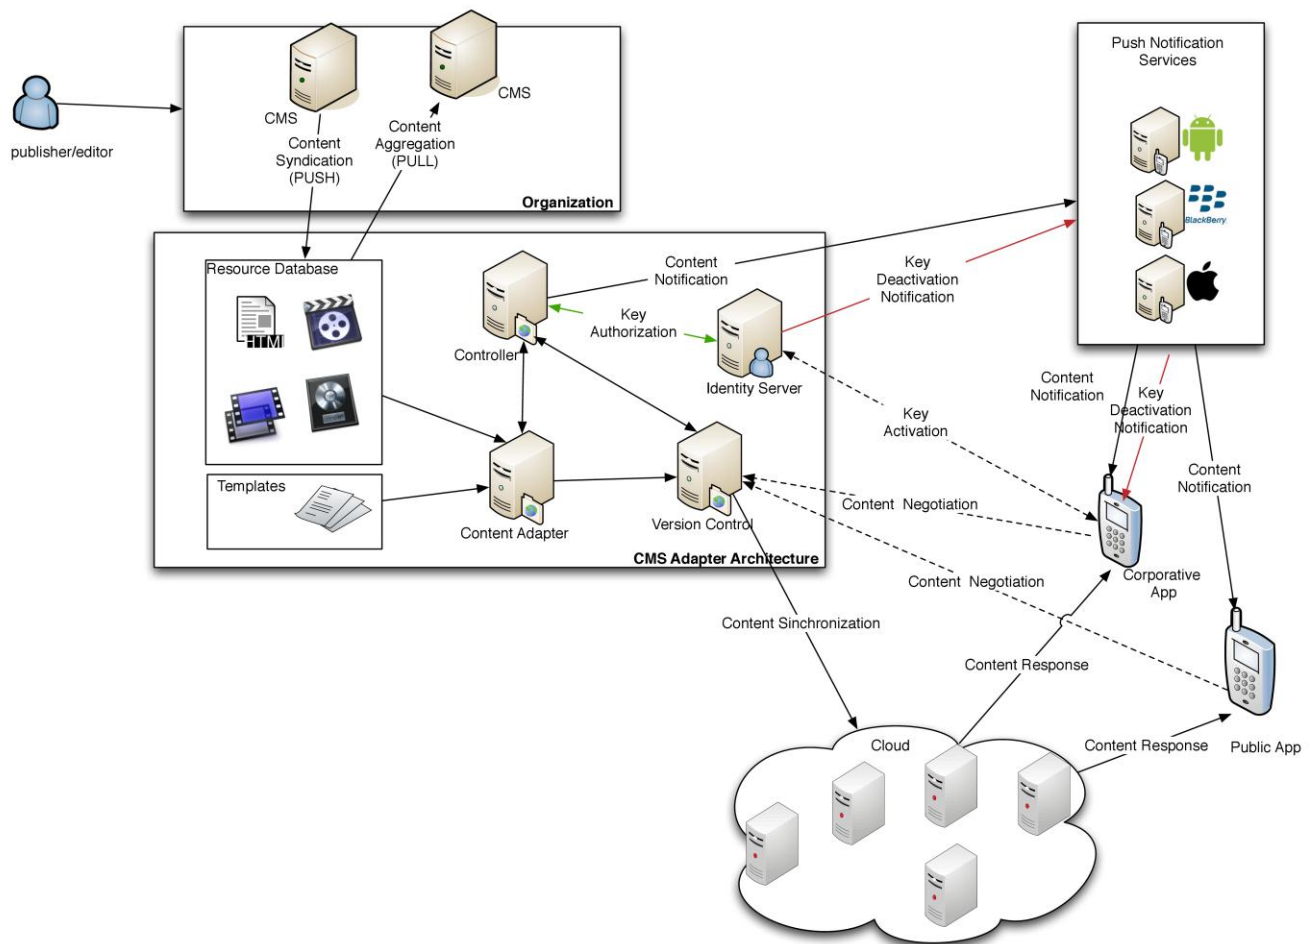 Push Notification
Services
CMS
CMS
Content
Syndication
(PUSH)
Content
Aggregation
(PULL)
publisher/editor
Organization
BlackBerry
Resource Database
HTML
Content
Notification
Key
Deactivation
Notification
Key
Authorization
Controller
Identity Server
Content
Notification
Key
Deactivation
Notification
Key
Activation
Content
Notification
Templates
Content Adapter
Version Control
Content Negotiation
CMS Adapter Architecture
Corporative
App
Content Negotiation
Content Sinchronization
Content Response
Cloud
Content Response
Public App